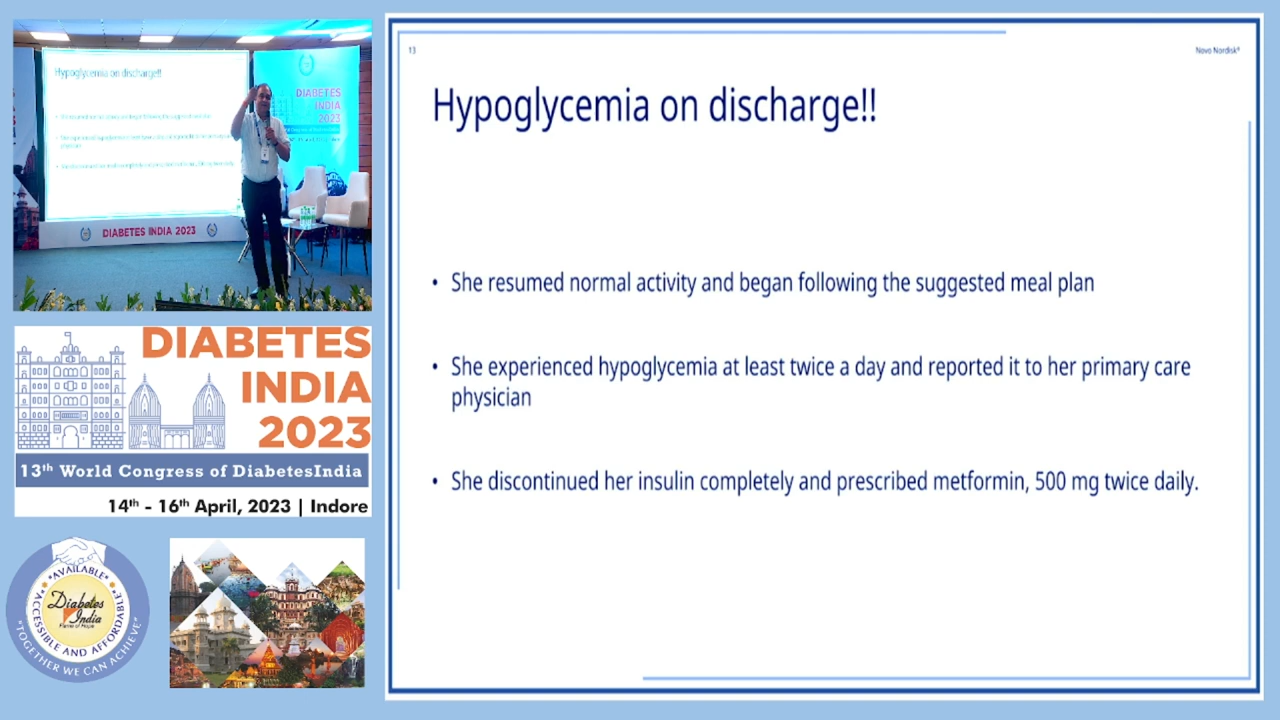 Hypoglycemia on discharge!!
DIABETES
INDIA
2023
DIABETES INDIA 2023
DIABETES
INDIA
2023
13th World Congress of DiabetesIndia
14th - 16th April, 2023 | Indore
*AVAILABLE*
*ACCESSIBLE AND AFFORDABLE*
Diabetes
India
"TOGETHER WE CAN ACHIEVE"
13
Novo Nordisk®
Hypoglycemia on discharge!!
• She resumed normal activity and began following the suggested meal plan
• She experienced hypoglycemia at least twice a day and reported it to her primary care
physician
• She discontinued her insulin completely and prescribed metformin, 500 mg twice daily.